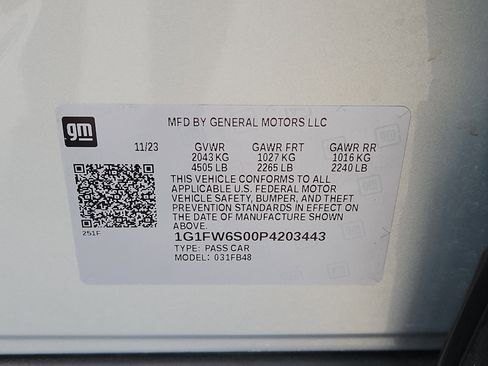 gm
MFD BY GENERAL MOTORS LLC
11/23 GVWR GAWR FRT GAWR RR
2043 KG 1027 KG 1016 KG
4505 LB 2265 LB 2240 LB
THIS VEHICLE CONFORMS TO ALL
APPLICABLE U.S. FEDERAL MOTOR
VEHICLE SAFETY, BUMPER, AND THEFT
PREVENTION STANDARDS IN EFFECT ON
THE DATE OF MANUFACTURE SHOWN
ABOVE.
251F
1G1FW6S00P4203443
TYPE: PASS CAR
MODEL: 031FB48